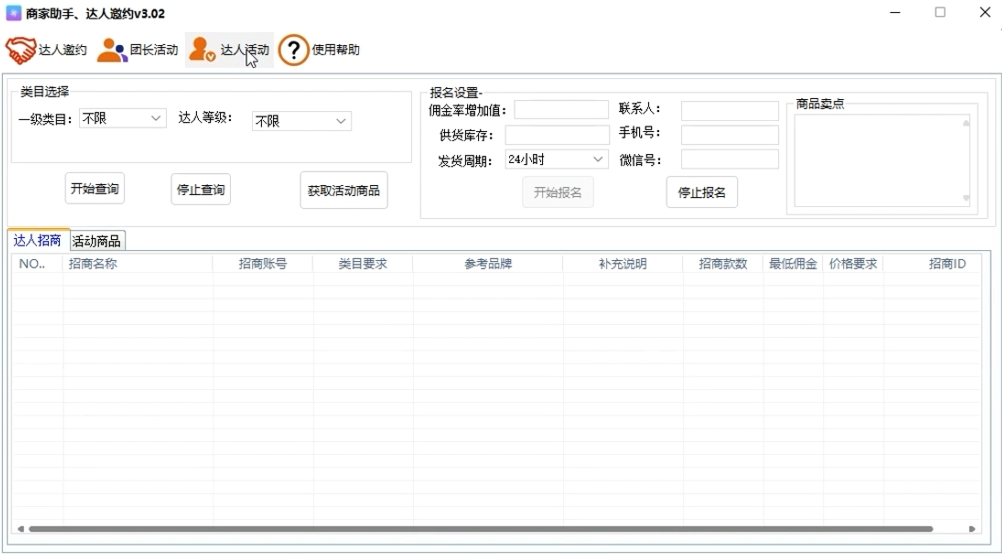 商家助手、达人邀约v3.02
达人邀约 团长活动 达人活动 ? 使用帮助
类目选择
一级类目： 不限 达人等级： 不限
开始查询 停止查询 获取活动商品
报名设置-
佣金率增加值： 联系人：
供货库存： 手机号：
发货周期： 24小时 微信号：
开始报名 停止报名
商品卖点
达人招商 活动商品
NO.. 招商名称 招商账号 类目要求 参考品牌 补充说明 招商款数 最低佣金 价格要求 招商ID